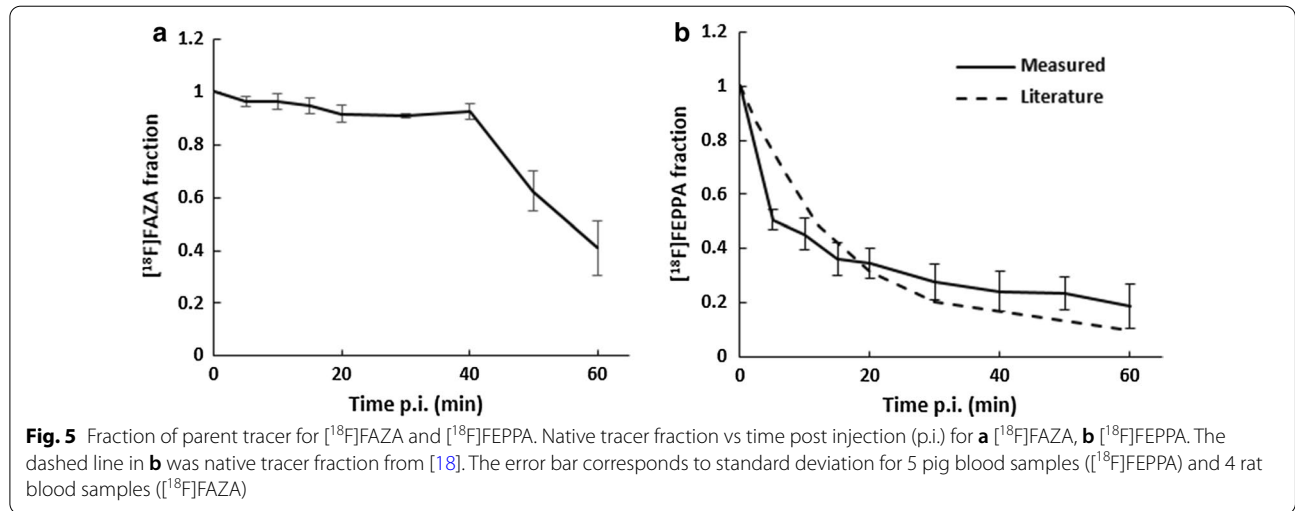 a
1.2
1
0.8
0.6
0.4
0.2
0
[¹⁸F]FAZA fraction
0 20 40 60
Time p.i. (min)
b
1.2
1
0.8
0.6
0.4
0.2
0
[¹⁸F]FEPPA fraction
Measured
Literature
0 20 40 60
Time p.i. (min)
Fig. 5 Fraction of parent tracer for [¹⁸F]FAZA and [¹⁸F]FEPPA. Native tracer fraction vs time post injection (p.i.) for a [¹⁸F]FAZA, b [¹⁸F]FEPPA. The
dashed line in b was native tracer fraction from [18]. The error bar corresponds to standard deviation for 5 pig blood samples ([¹⁸F]FEPPA) and 4 rat
blood samples ([¹⁸F]FAZA)